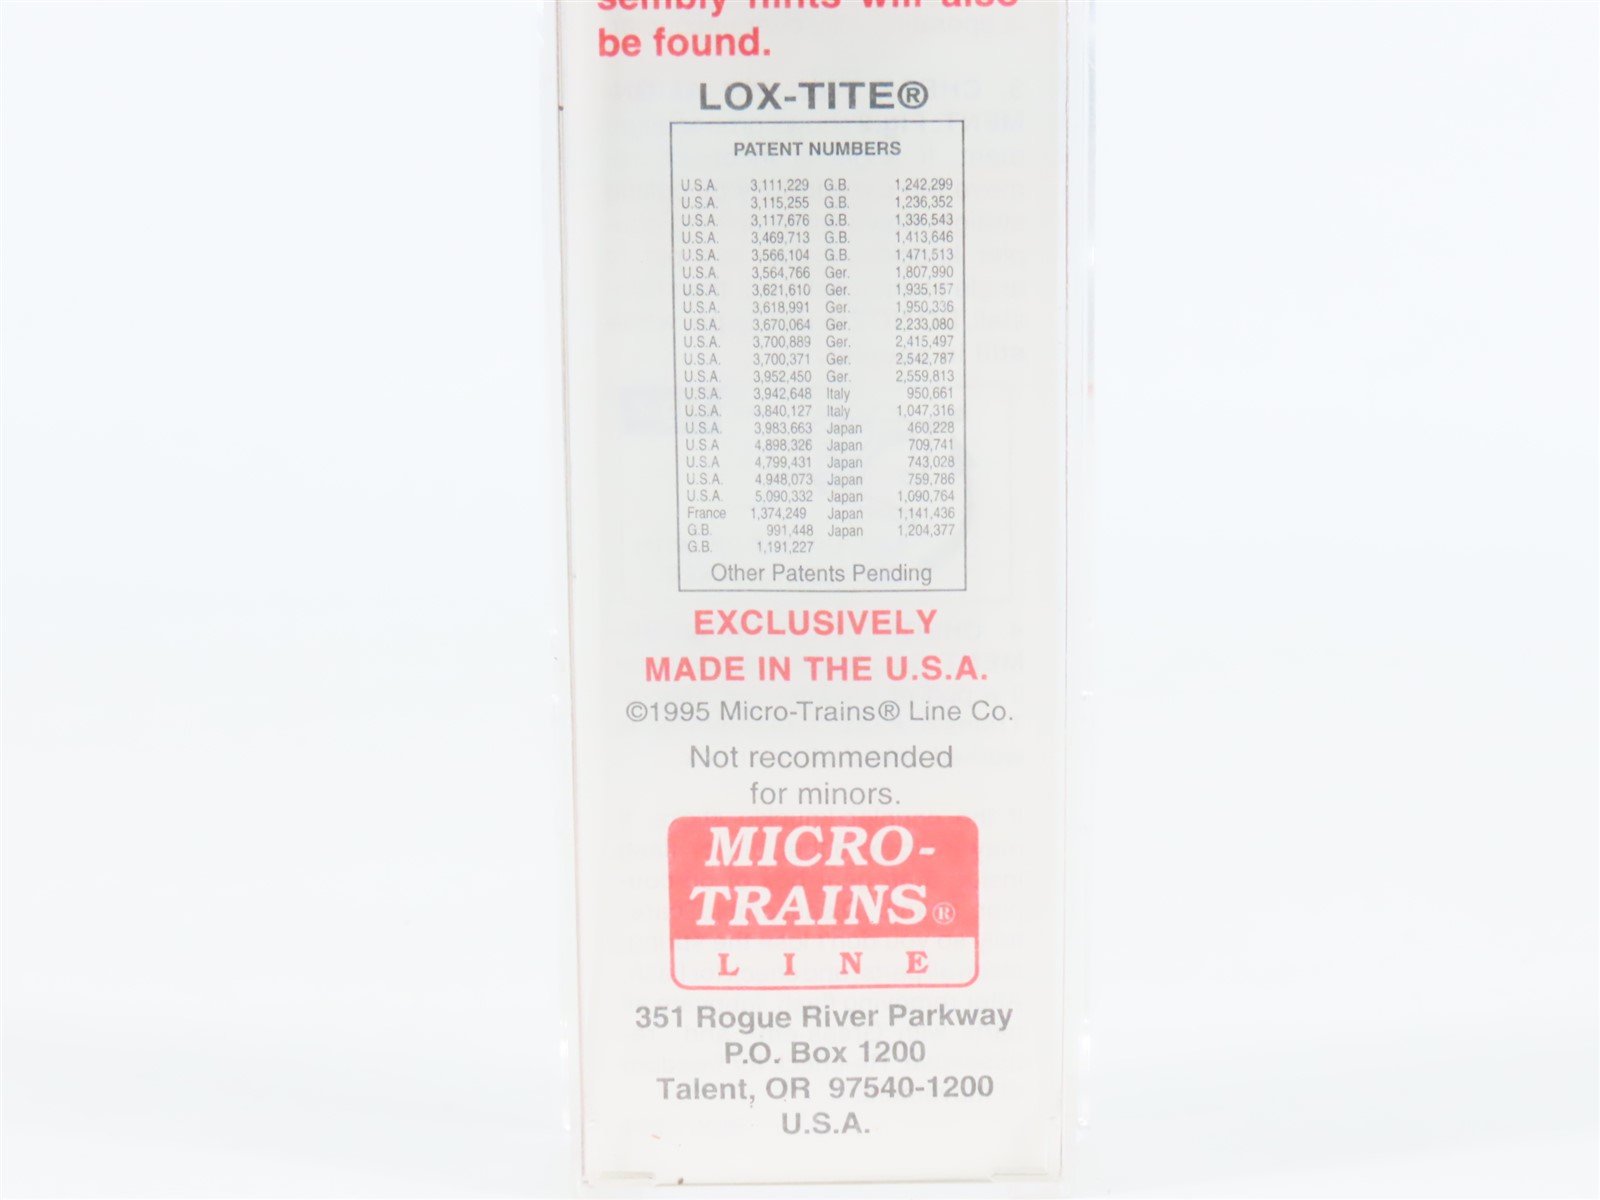 sembly hints will also
be found.
LOX-TITE®
PATENT NUMBERS
U.S.A. 3,111,229 G.B. 1,242,299
U.S.A. 3,115,255 G.B. 1,236,352
U.S.A. 3,117,676 G.B. 1,336,543
U.S.A. 3,469,713 G.B. 1,413,646
U.S.A. 3,566,104 G.B. 1,471,513
U.S.A. 3,564,766 Ger. 1,807,990
U.S.A. 3,621,610 Ger. 1,935,157
U.S.A. 3,618,991 Ger. 1,950,336
U.S.A. 3,670,064 Ger. 2,233,080
U.S.A. 3,700,889 Ger. 2,415,497
U.S.A. 3,700,371 Ger. 2,542,787
U.S.A. 3,952,450 Ger. 2,559,813
U.S.A. 3,942,648 Italy 950,661
U.S.A. 3,840,127 Italy 1,047,316
U.S.A. 3,983,663 Japan 460,228
U.S.A 4,898,326 Japan 709,741
U.S.A 4,799,431 Japan 743,028
U.S.A. 4,948,073 Japan 759,786
U.S.A. 5,090,332 Japan 1,090,764
France 1,374,249 Japan 1,141,436
G.B. 991,448 Japan 1,204,377
G.B. 1,191,227
Other Patents Pending
EXCLUSIVELY
MADE IN THE U.S.A.
©1995 Micro-Trains® Line Co.
Not recommended
for minors.
MICRO-
TRAINS®
LINE
351 Rogue River Parkway
P.O. Box 1200
Talent, OR 97540-1200
U.S.A.